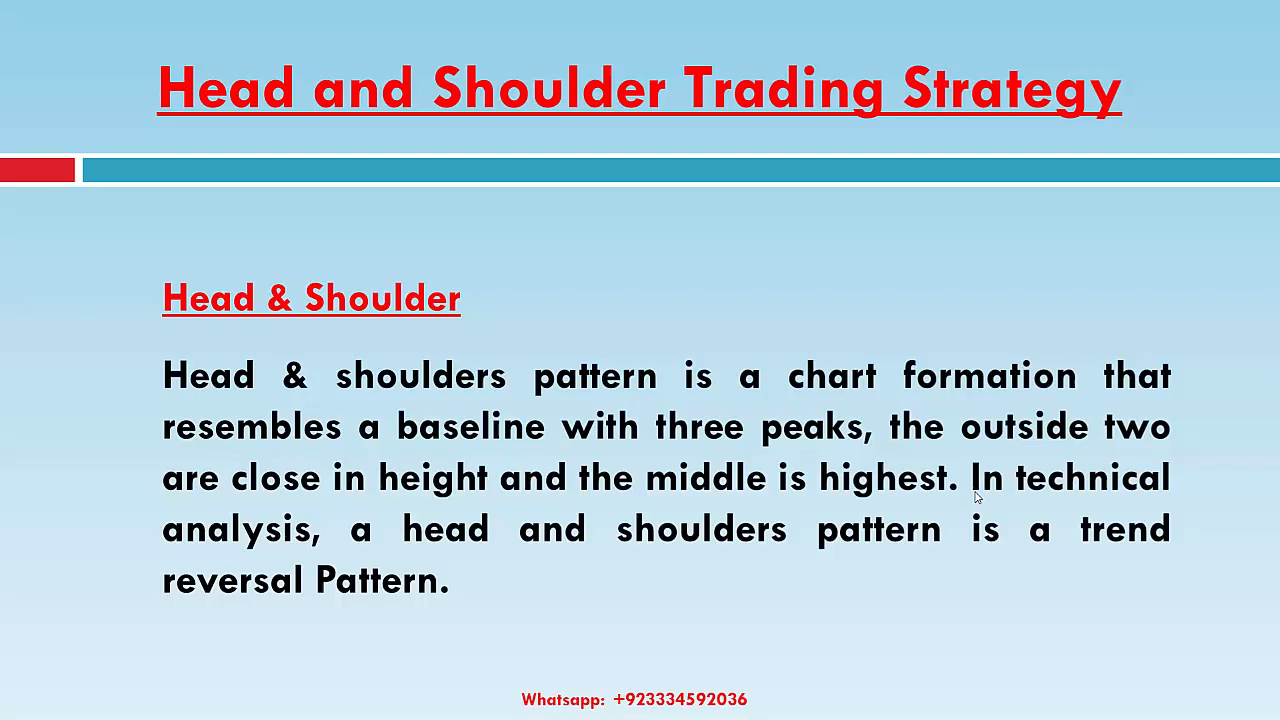 Head and Shoulder Trading Strategy
Head & Shoulder
Head & shoulders pattern is a chart formation that
resembles a baseline with three peaks, the outside two
are close in height and the middle is highest. In technical
analysis, a head and shoulders pattern is a trend
reversal Pattern.
Whatsapp: +923334592036